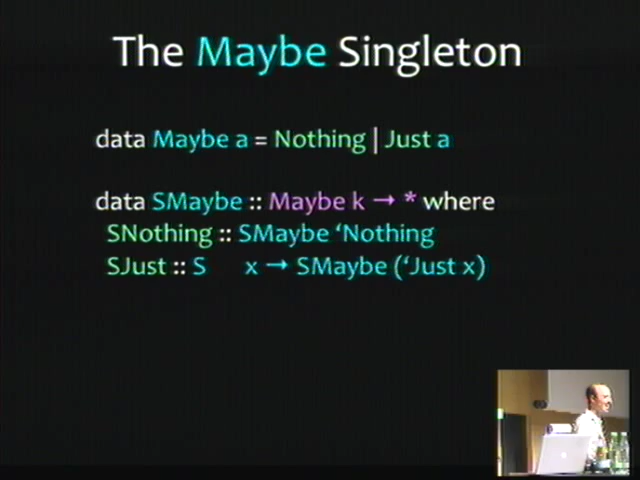 The Maybe Singleton
data Maybe a = Nothing | Just a
data SMaybe :: Maybe k → * where
SNothing :: SMaybe ‘Nothing
SJust :: S x → SMaybe (‘Just x)